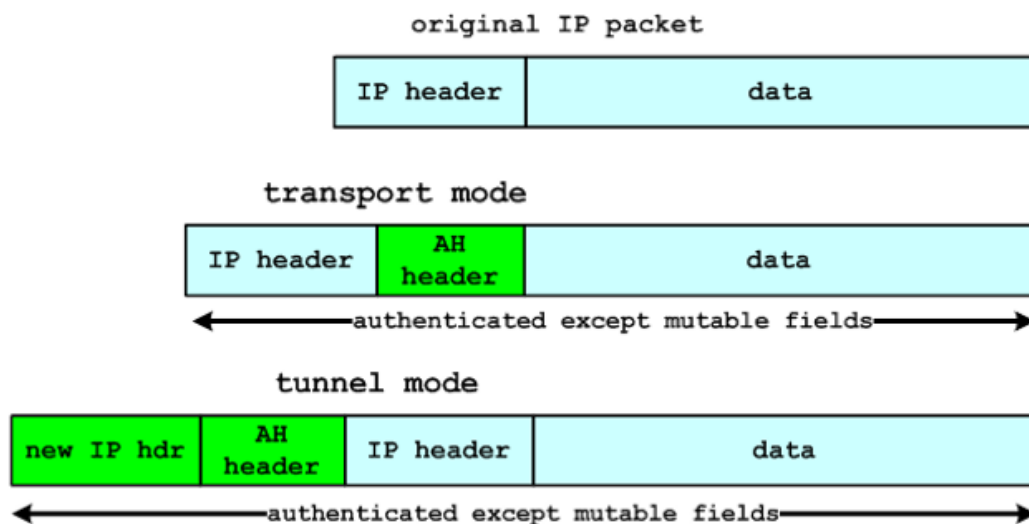 original IP packet
IP header data
transport mode
IP header AH header data
authenticated except mutable fields
tunnel mode
new IP hdr AH header IP header data
authenticated except mutable fields